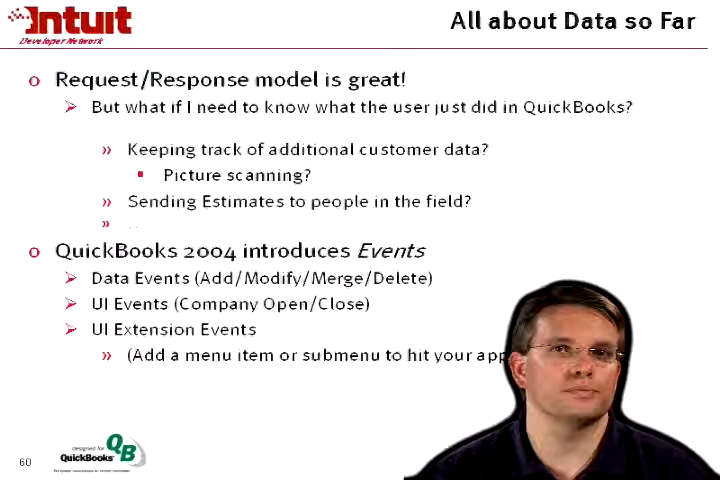 Intuit
Developer Network
All about Data so Far
o Request/Response model is great!
But what if I need to know what the user just did in QuickBooks?
» Keeping track of additional customer data?
Picture scanning?
» Sending Estimates to people in the field?
» ..
o QuickBooks 2004 introduces Events
Data Events (Add/Modify/Merge/Delete)
UI Events (Company Open/Close)
UI Extension Events
» (Add a menu item or submenu to hit your app
60
designed for
QuickBooks
QB